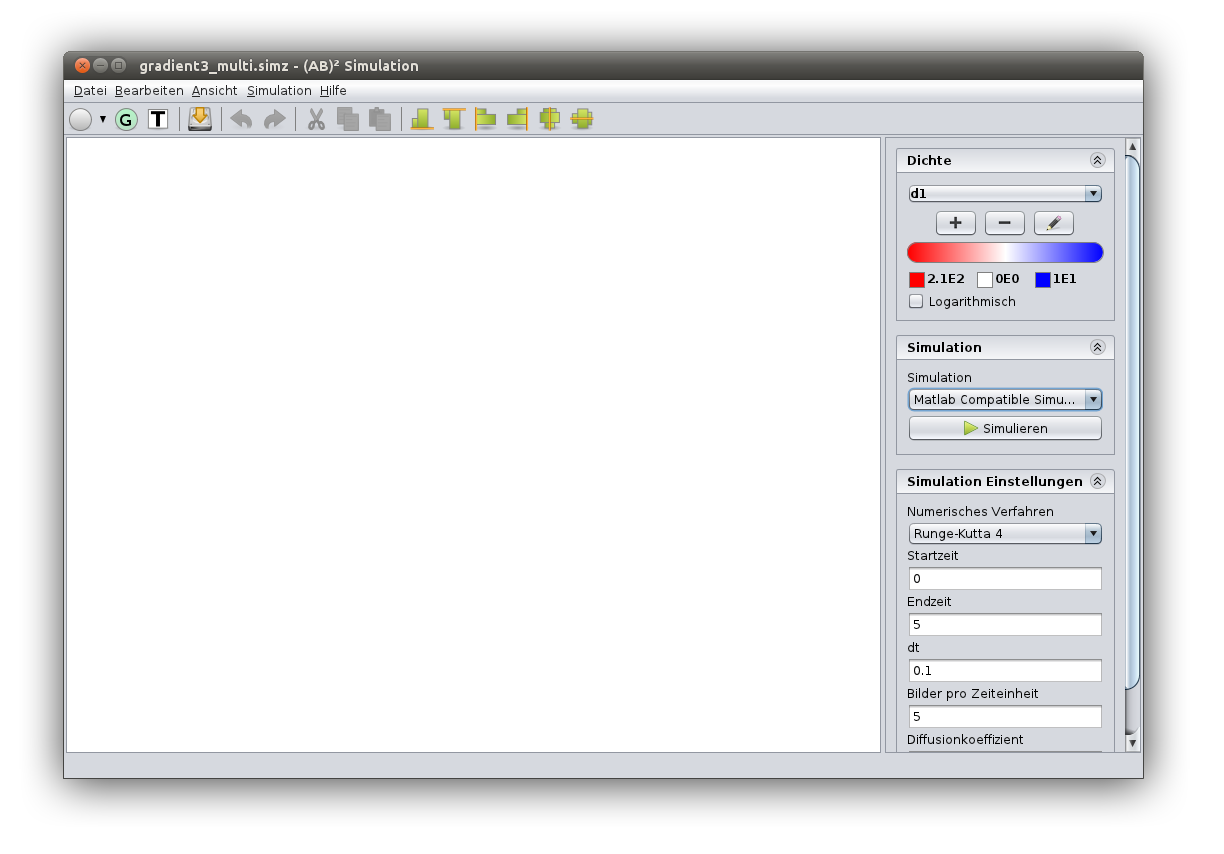 gradient3_multi.simz - (AB)² Simulation
Datei Bearbeiten Ansicht Simulation Hilfe
G T
Dichte
d1
2.1E2 0E0 1E1
Logarithmisch
Simulation
Simulation
Matlab Compatible Simu...
Simulieren
Simulation Einstellungen
Numerisches Verfahren
Runge-Kutta 4
Startzeit
0
Endzeit
5
dt
0.1
Bilder pro Zeiteinheit
5
Diffusionkoeffizient